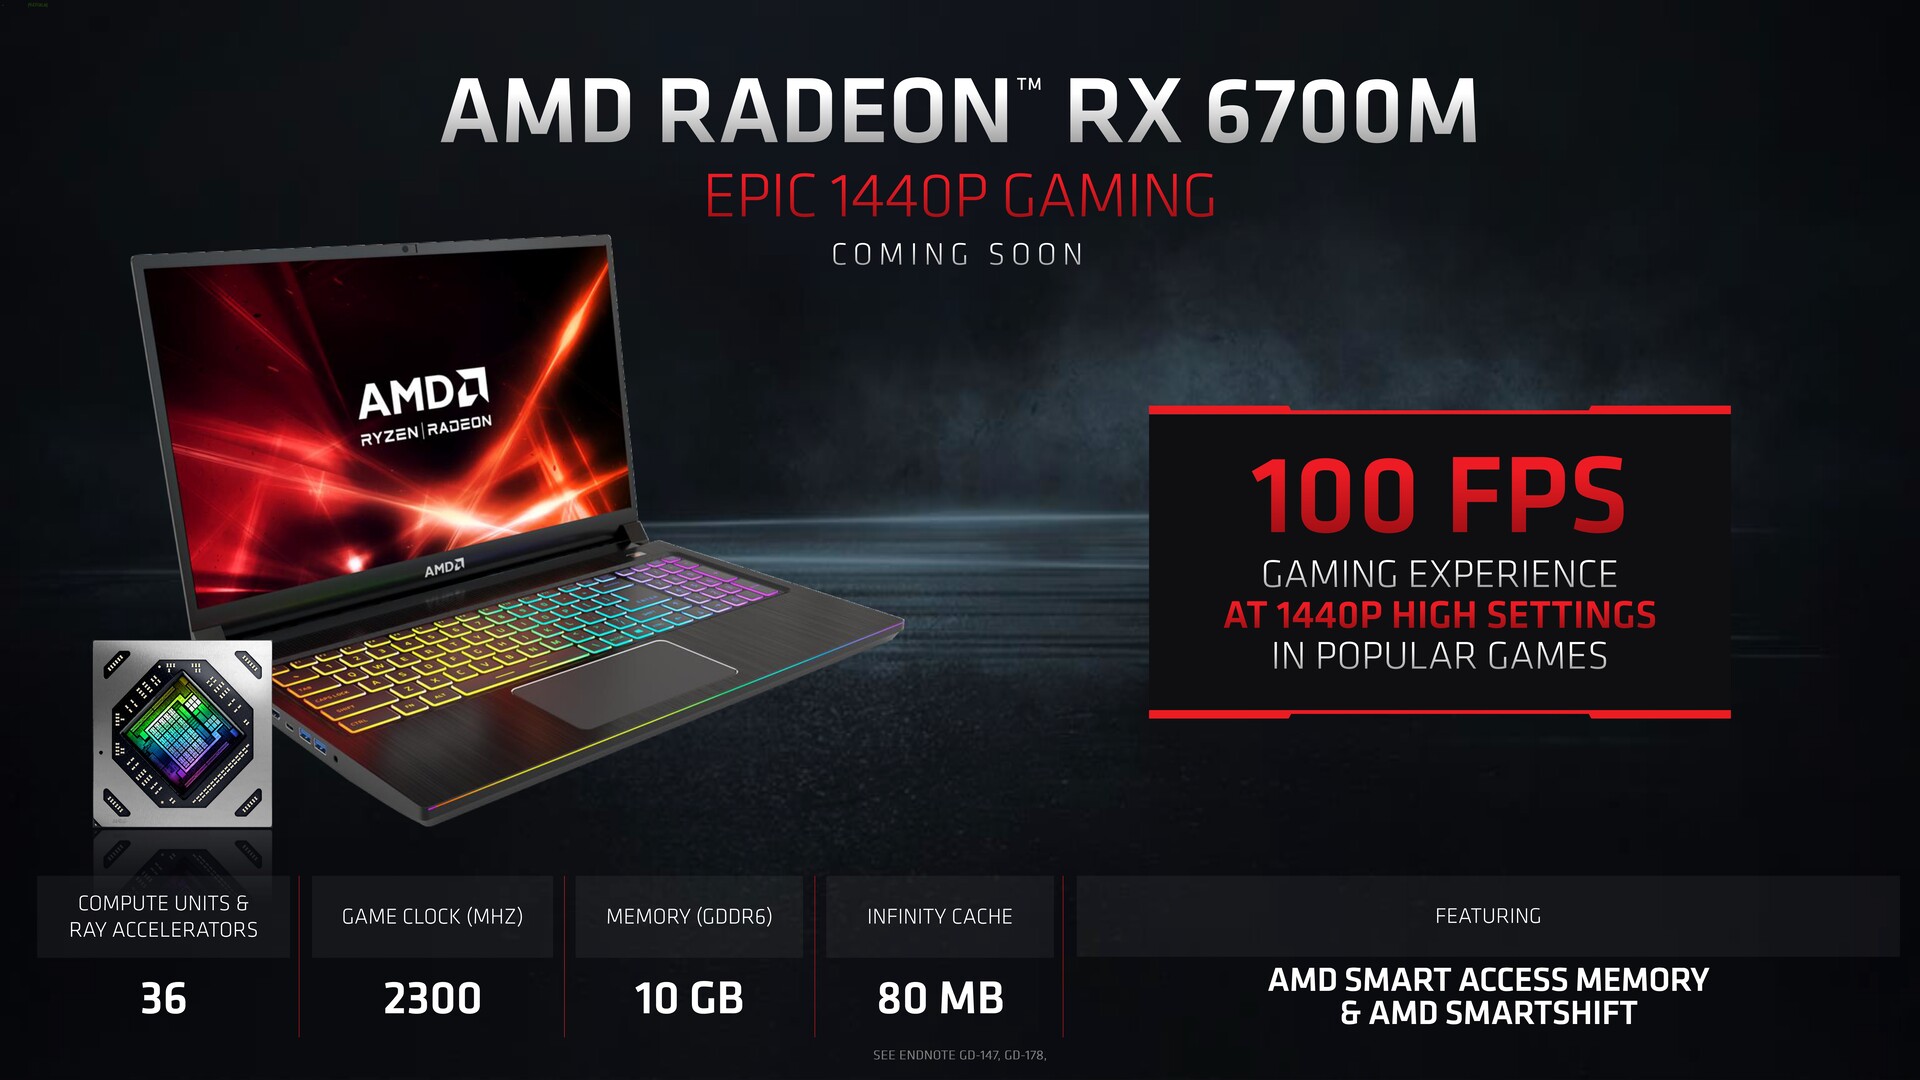 AMD RADEON™ RX 6700M
EPIC 1440P GAMING
COMING SOON
AMD
RYZEN | RADEON
AMD
100 FPS
GAMING EXPERIENCE
AT 1440P HIGH SETTINGS
IN POPULAR GAMES
COMPUTE UNITS &
RAY ACCELERATORS
36
GAME CLOCK (MHZ)
2300
MEMORY (GDDR6)
10 GB
INFINITY CACHE
80 MB
FEATURING
AMD SMART ACCESS MEMORY
& AMD SMARTSHIFT
SEE ENDNOTE GD-147, GD-178,